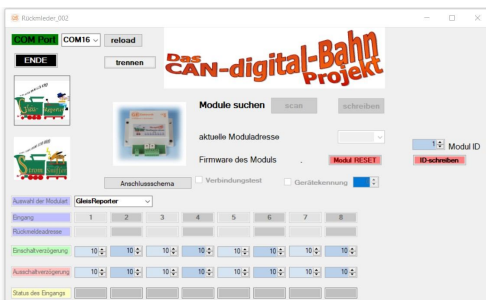 Rückmleder_002
COM Port COM16 reload
ENDE trennen
Das CAN-digital-Bahn Projekt
Module suchen scan schreiben
aktuelle Moduladresse
1 Modul ID
Firmware des Moduls . Modul RESET ID-schreiben
Anschlussschema Verbindungstest Gerätekennung
Auswahl der Modulart GleisReporter
Eingang 1 2 3 4 5 6 7 8
Rückmeldeadresse
Einschaltverzögerung 10 10 10 10 10 10 10 10
Ausschaltverzögerung 10 10 10 10 10 10 10 10
Status des Eingangs